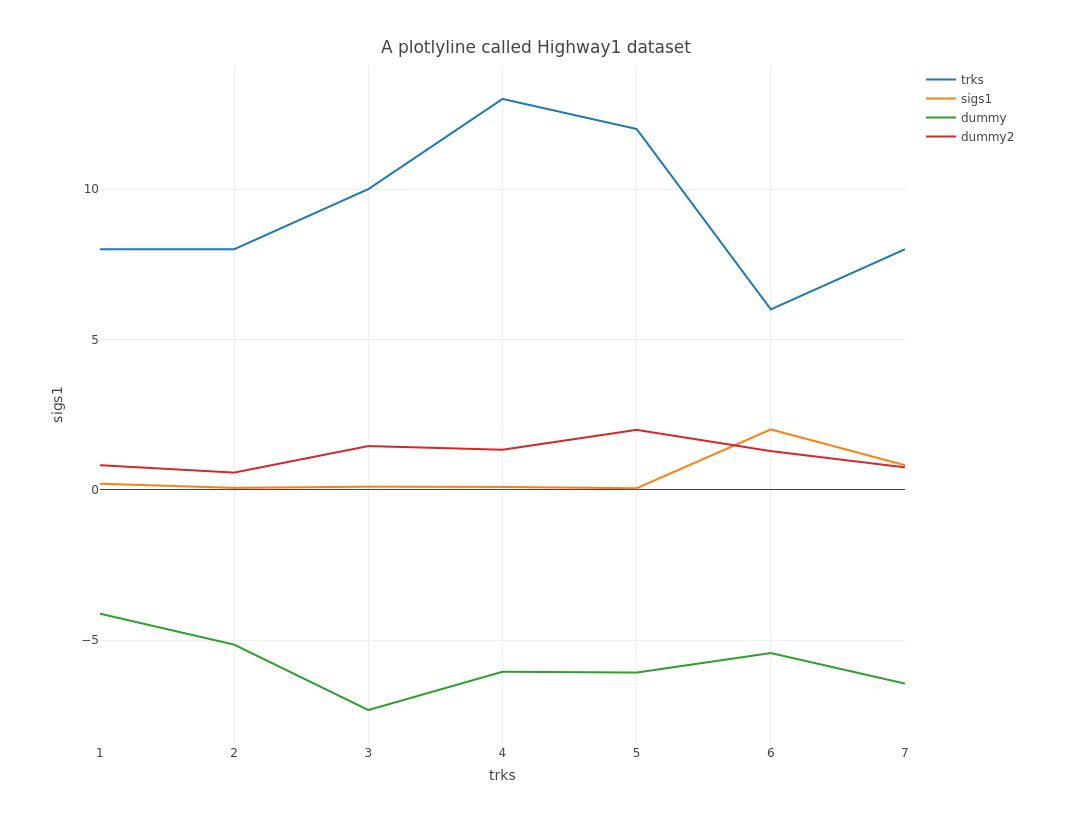 A plotlyline called Highway1 dataset
trks
sigs1
dummy
dummy2
10
5
0
−5
sigs1
1 2 3 4 5 6 7
trks